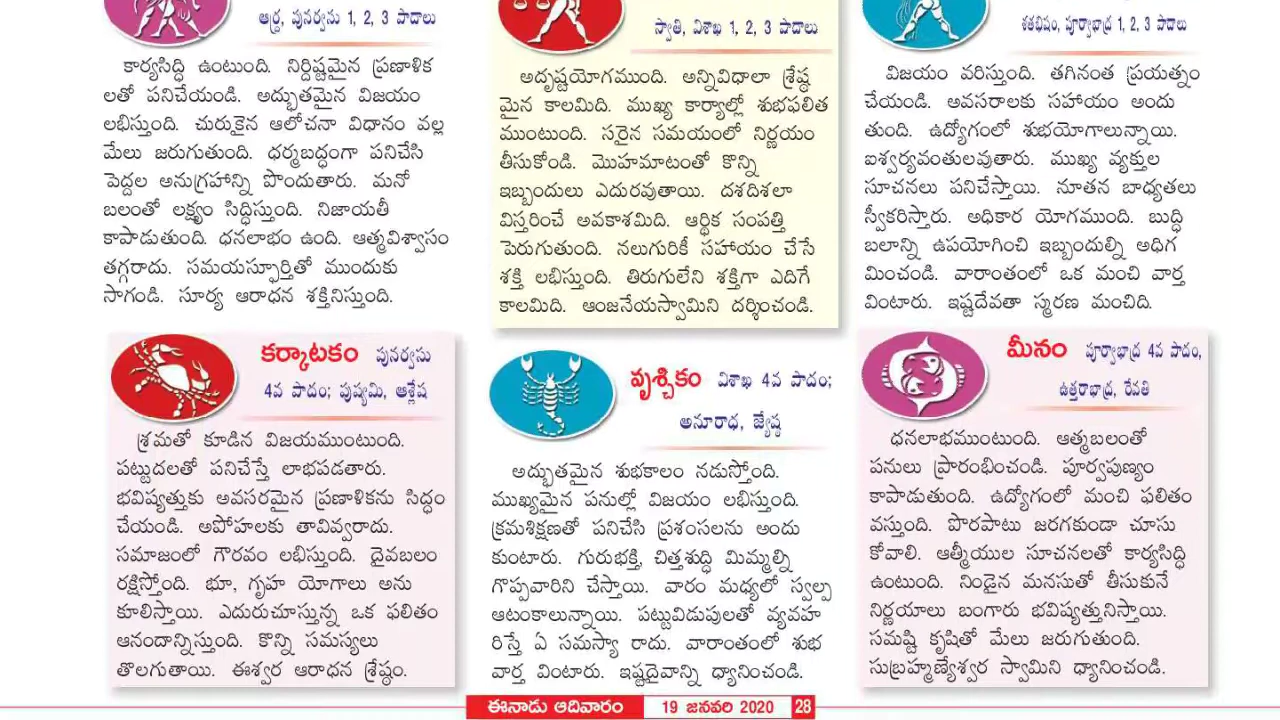 ఆర్ద్ర, పునర్వసు 1, 2, 3 పాదాలు
కార్యసిద్ధి ఉంటుంది. నిర్దిష్టమైన ప్రణాళిక
లతో పనిచేయండి. అద్భుతమైన విజయం
లభిస్తుంది. చురుకైన ఆలోచనా విధానం వల్ల
మేలు జరుగుతుంది. ధర్మబద్ధంగా పనిచేసి
పెద్దల అనుగ్రహాన్ని పొందుతారు. మనో
బలంతో లక్ష్యం సిద్ధిస్తుంది. నిజాయతీ
కాపాడుతుంది. ధనలాభం ఉంది. ఆత్మవిశ్వాసం
తగ్గరాదు. సమయస్ఫూర్తితో ముందుకు
సాగండి. సూర్య ఆరాధన శక్తినిస్తుంది.
కర్కాటకం పునర్వసు
4వ పాదం; పుష్యమి, ఆశ్లేష
శ్రమతో కూడిన విజయముంటుంది.
పట్టుదలతో పనిచేస్తే లాభపడతారు.
భవిష్యత్తుకు అవసరమైన ప్రణాళికను సిద్ధం
చేయండి. అపోహలకు తావివ్వరాదు.
సమాజంలో గౌరవం లభిస్తుంది. దైవబలం
రక్షిస్తోంది. భూ, గృహ యోగాలు అను
కూలిస్తాయి. ఎదురుచూస్తున్న ఒక ఫలితం
ఆనందాన్నిస్తుంది. కొన్ని సమస్యలు
తొలగుతాయి. ఈశ్వర ఆరాధన శ్రేష్ఠం.
స్వాతి, విశాఖ 1, 2, 3 పాదాలు
అదృష్టయోగముంది. అన్నివిధాలా శ్రేష్ఠ
మైన కాలమిది. ముఖ్య కార్యాల్లో శుభఫలిత
ముంటుంది. సరైన సమయంలో నిర్ణయం
తీసుకోండి. మొహమాటంతో కొన్ని
ఇబ్బందులు ఎదురవుతాయి. దశదిశలా
విస్తరించే అవకాశమిది. ఆర్థిక సంపత్తి
పెరుగుతుంది. నలుగురికీ సహాయం చేసే
శక్తి లభిస్తుంది. తిరుగులేని శక్తిగా ఎదిగే
కాలమిది. ఆంజనేయస్వామిని దర్శించండి.
వృశ్చికం విశాఖ 4వ పాదం;
అనూరాధ, జ్యేష్ఠ
అద్భుతమైన శుభకాలం నడుస్తోంది.
ముఖ్యమైన పనుల్లో విజయం లభిస్తుంది.
క్రమశిక్షణతో పనిచేసి ప్రశంసలను అందు
కుంటారు. గురుభక్తి, చిత్తశుద్ధి మిమ్మల్ని
గొప్పవారిని చేస్తాయి. వారం మధ్యలో స్వల్ప
ఆటంకాలున్నాయి. పట్టువిడుపులతో వ్యవహ
రిస్తే ఏ సమస్యా రాదు. వారాంతంలో శుభ
వార్త వింటారు. ఇష్టదైవాన్ని ధ్యానించండి.
శతభిషం, పూర్వాభాద్ర 1, 2, 3 పాదాలు
విజయం వరిస్తుంది. తగినంత ప్రయత్నం
చేయండి. అవసరాలకు సహాయం అందు
తుంది. ఉద్యోగంలో శుభయోగాలున్నాయి.
ఐశ్వర్యవంతులవుతారు. ముఖ్య వ్యక్తుల
సూచనలు పనిచేస్తాయి. నూతన బాధ్యతలు
స్వీకరిస్తారు. అధికార యోగముంది. బుద్ధి
బలాన్ని ఉపయోగించి ఇబ్బందుల్ని అధిగ
మించండి. వారాంతంలో ఒక మంచి వార్త
వింటారు. ఇష్టదేవతా స్మరణ మంచిది.
మీనం పూర్వాభాద్ర 4వ పాదం,
ఉత్తరాభాద్ర, రేవతి
ధనలాభముంటుంది. ఆత్మబలంతో
పనులు ప్రారంభించండి. పూర్వపుణ్యం
కాపాడుతుంది. ఉద్యోగంలో మంచి ఫలితం
వస్తుంది. పొరపాటు జరగకుండా చూసు
కోవాలి. ఆత్మీయుల సూచనలతో కార్యసిద్ధి
ఉంటుంది. నిండైన మనసుతో తీసుకునే
నిర్ణయాలు బంగారు భవిష్యత్తునిస్తాయి.
సమష్టి కృషితో మేలు జరుగుతుంది.
సుబ్రహ్మణ్యేశ్వర స్వామిని ధ్యానించండి.
ఈనాడు ఆదివారం 19 జనవరి 2020 28